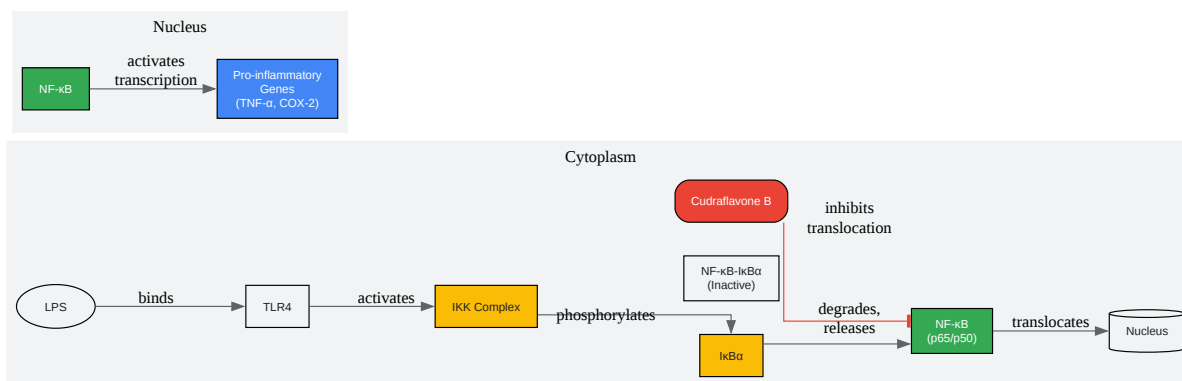 Nucleus
NF-κB
activates
transcription
Pro-inflammatory
Genes
(TNF-α, COX-2)
Cytoplasm
Cudraflavone B
inhibits
translocation
NF-κB-IκBα
(Inactive)
LPS
binds
TLR4
activates
IKK Complex
phosphorylates
IκBα
degrades,
releases
NF-κB
(p65/p50)
translocates
Nucleus